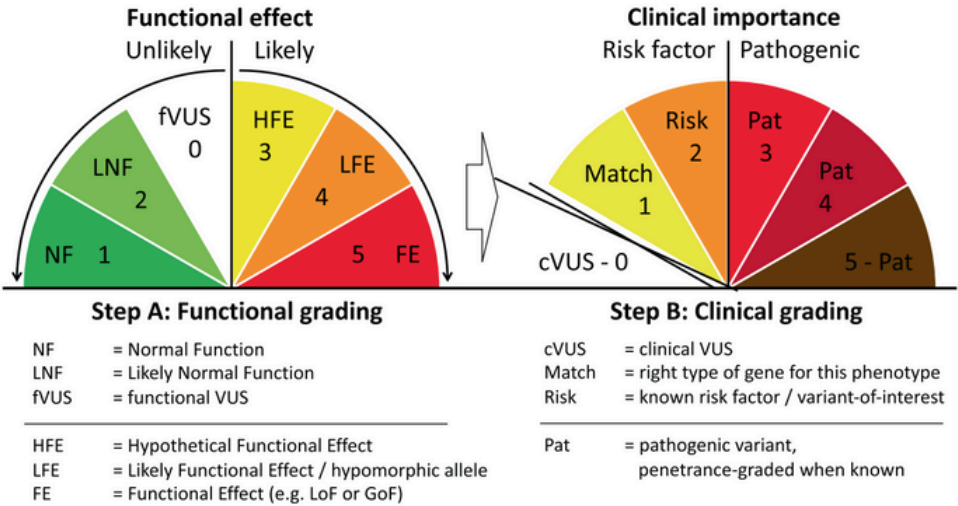 Functional effect
Unlikely Likely
fVUS
0
HFE
3
LNF
2
LFE
4
NF 1
5 FE
Step A: Functional grading
NF = Normal Function
LNF = Likely Normal Function
fVUS = functional VUS
HFE = Hypothetical Functional Effect
LFE = Likely Functional Effect / hypomorphic allele
FE = Functional Effect (e.g. LoF or GoF)
Clinical importance
Risk factor Pathogenic
Risk
2
Pat
3
Match
1
Pat
4
cVUS - 0
5 - Pat
Step B: Clinical grading
cVUS = clinical VUS
Match = right type of gene for this phenotype
Risk = known risk factor / variant-of-interest
Pat = pathogenic variant,
penetrance-graded when known